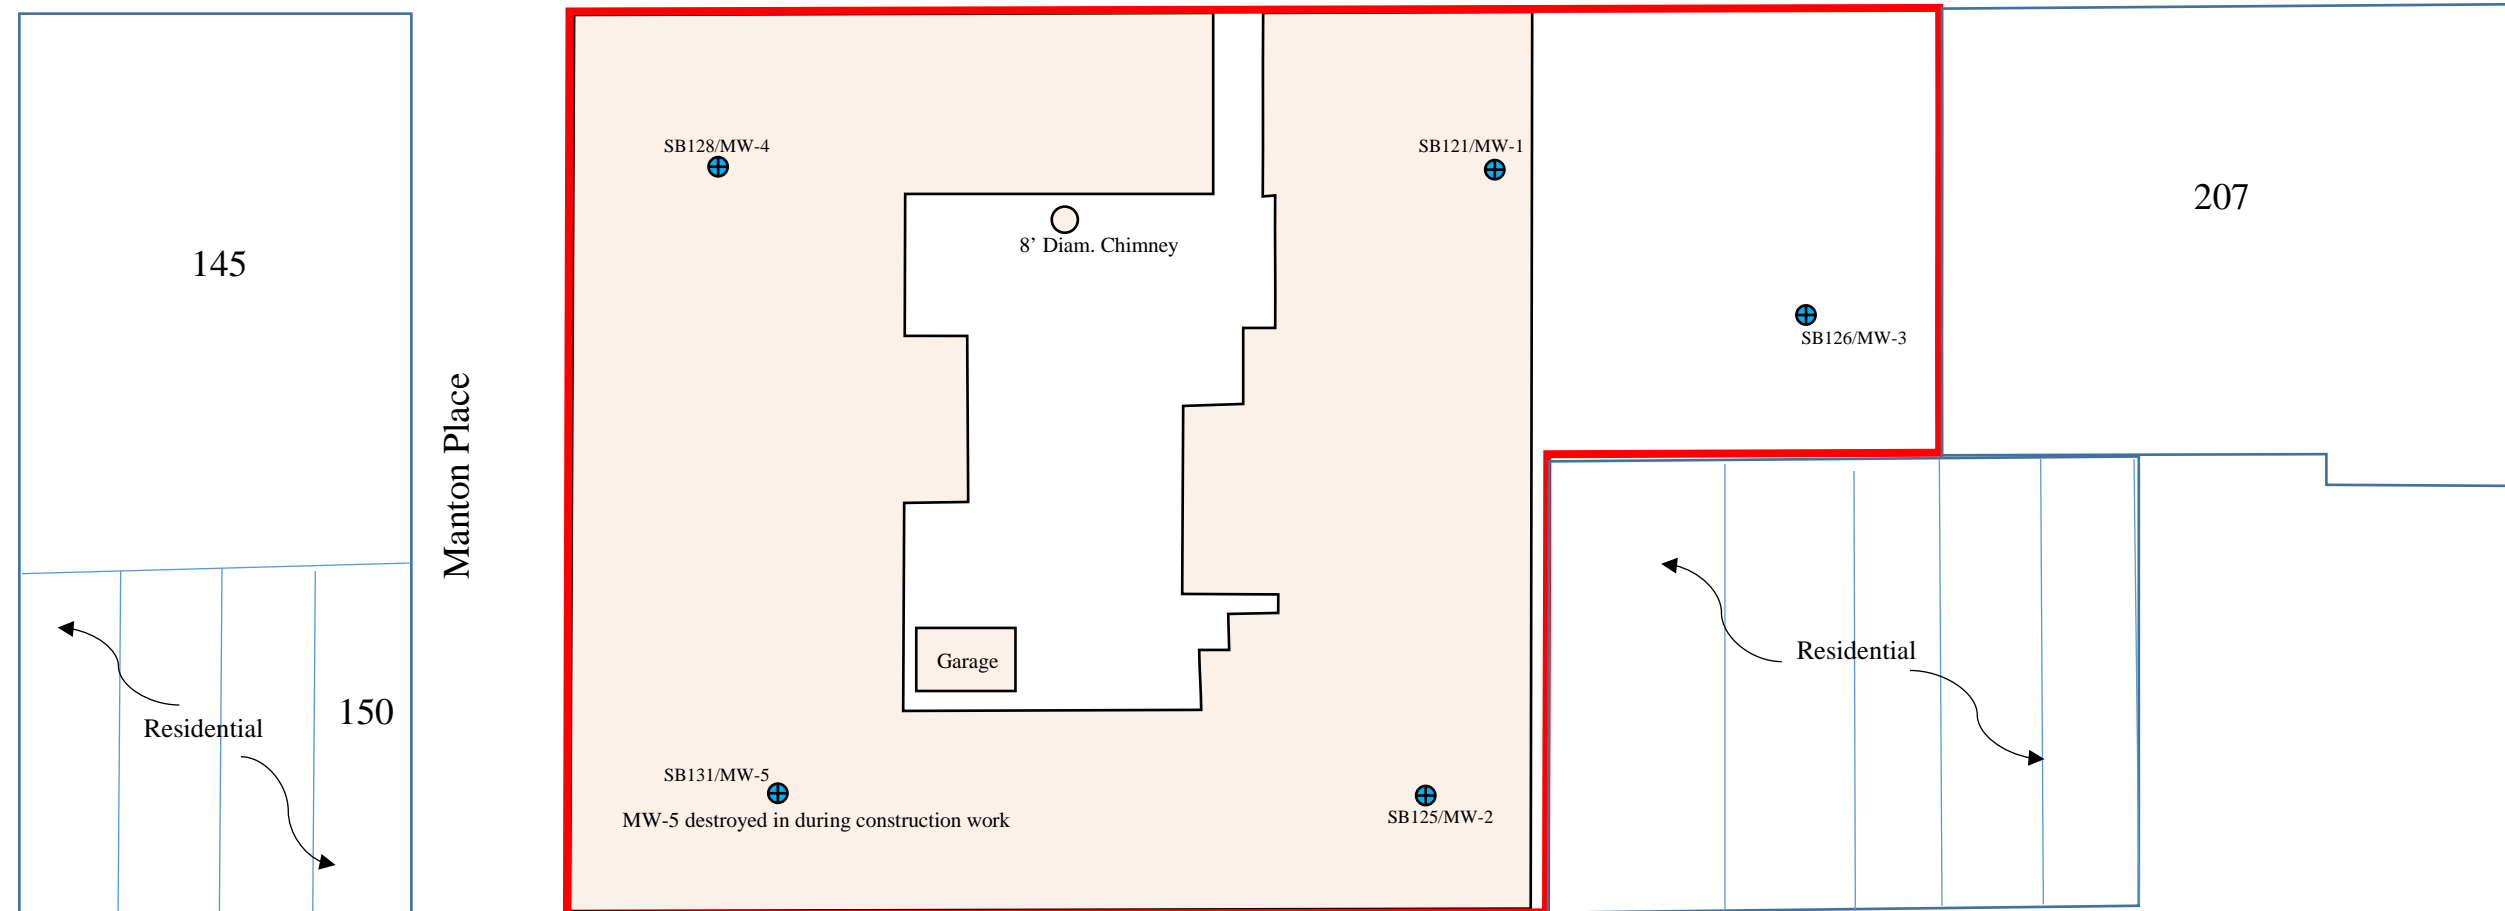 SB128/MW-4
SB121/MW-1
207
8’ Diam. Chimney
145
SB126/MW-3
Manton Place
Residential
Garage
150
Residential
SB131/MW-5
MW-5 destroyed in during construction work
SB125/MW-2